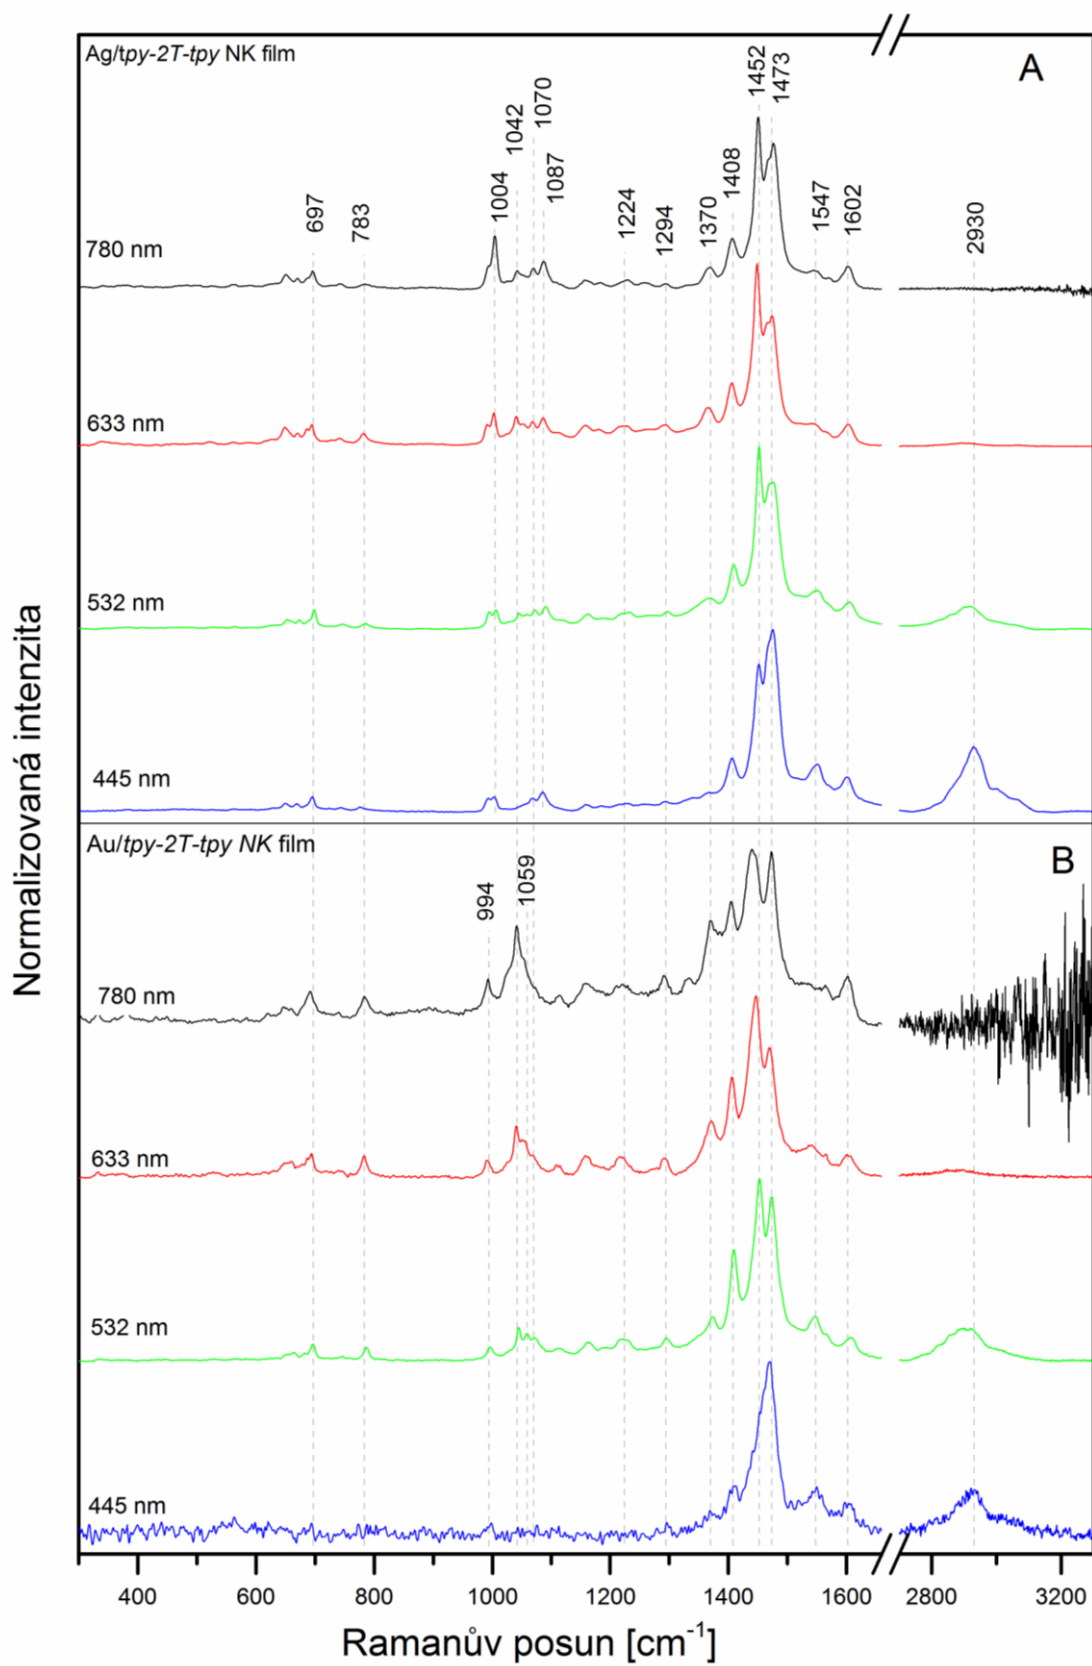 Ag/tpy-2T-tpy NK film
A
697
783
1004
1042
1070
1087
1224
1294
1370
1408
1452
1473
1547
1602
2930
780 nm
633 nm
532 nm
445 nm
Au/tpy-2T-tpy NK film
B
994
1059
780 nm
633 nm
532 nm
445 nm
Normalizovaná intenzita
400 600 800 1000 1200 1400 1600 2800 3200
Ramanův posun [cm⁻¹]